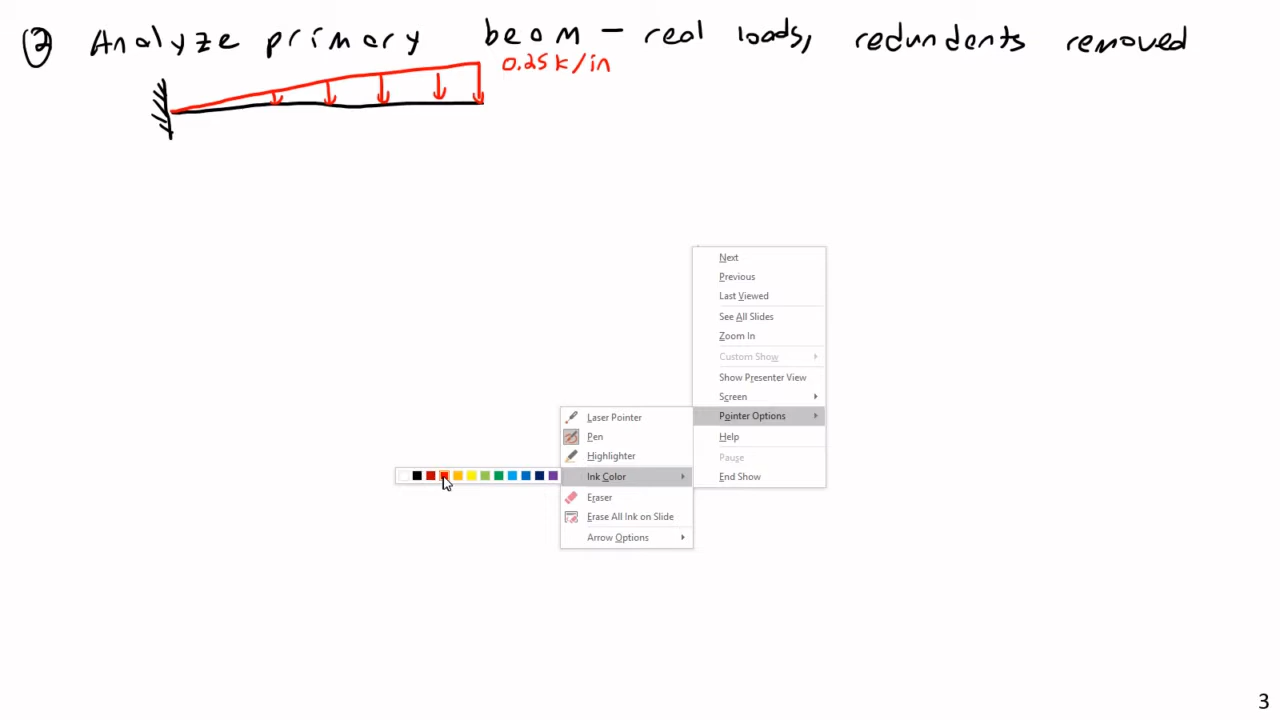 ② Analyze primary beam – real loads, redundents removed
0.25 k/in
Next
Previous
Last Viewed
See All Slides
Zoom In
Custom Show
Show Presenter View
Screen
Pointer Options
Help
Pause
End Show
Laser Pointer
Pen
Highlighter
Ink Color
Eraser
Erase All Ink on Slide
Arrow Options
3